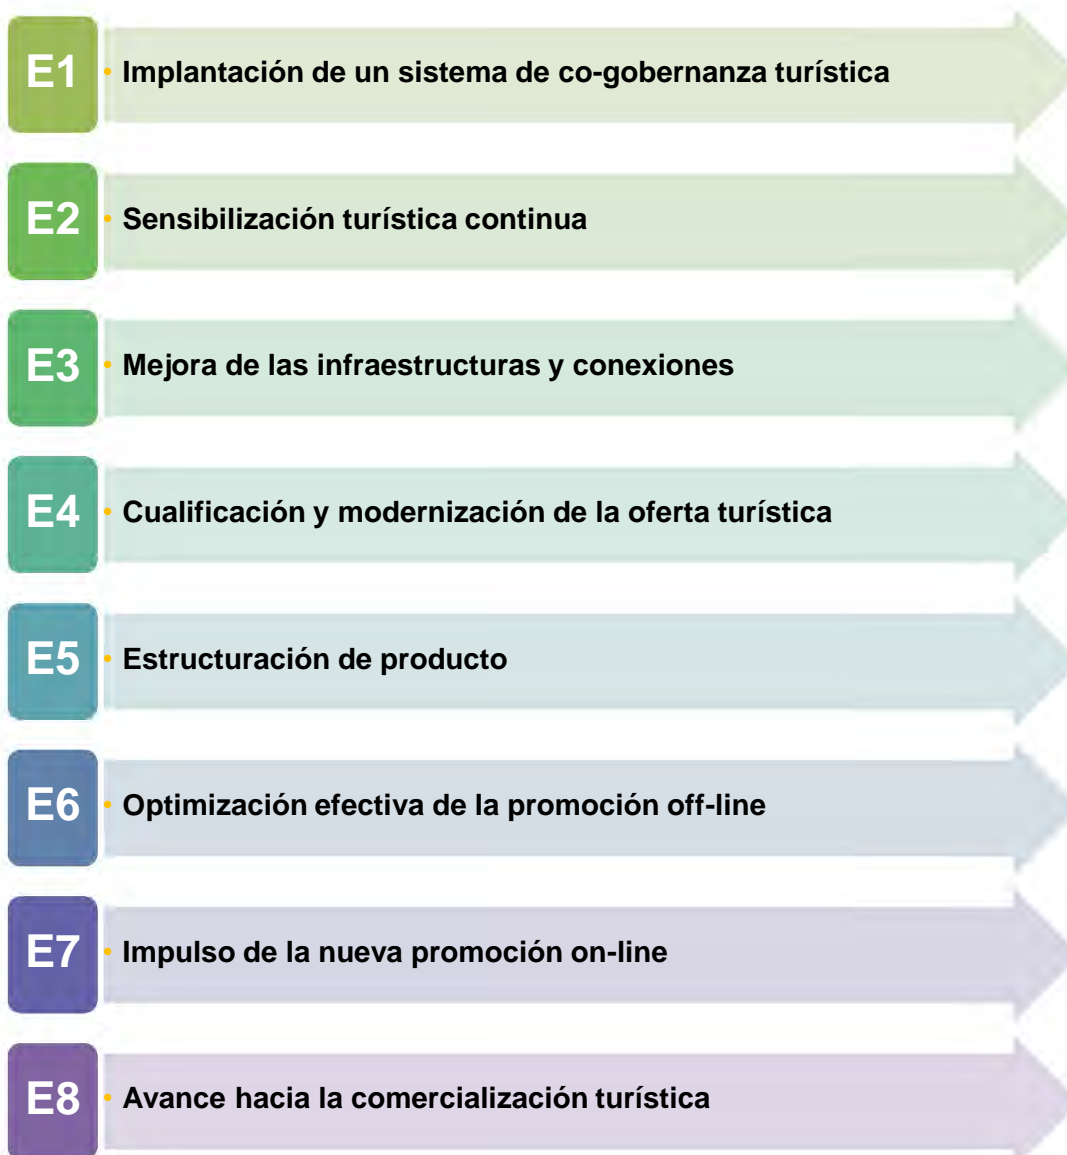 E1 • Implantación de un sistema de co-gobernanza turística
E2 • Sensibilización turística continua
E3 • Mejora de las infraestructuras y conexiones
E4 • Cualificación y modernización de la oferta turística
E5 • Estructuración de producto
E6 • Optimización efectiva de la promoción off-line
E7 • Impulso de la nueva promoción on-line
E8 • Avance hacia la comercialización turística